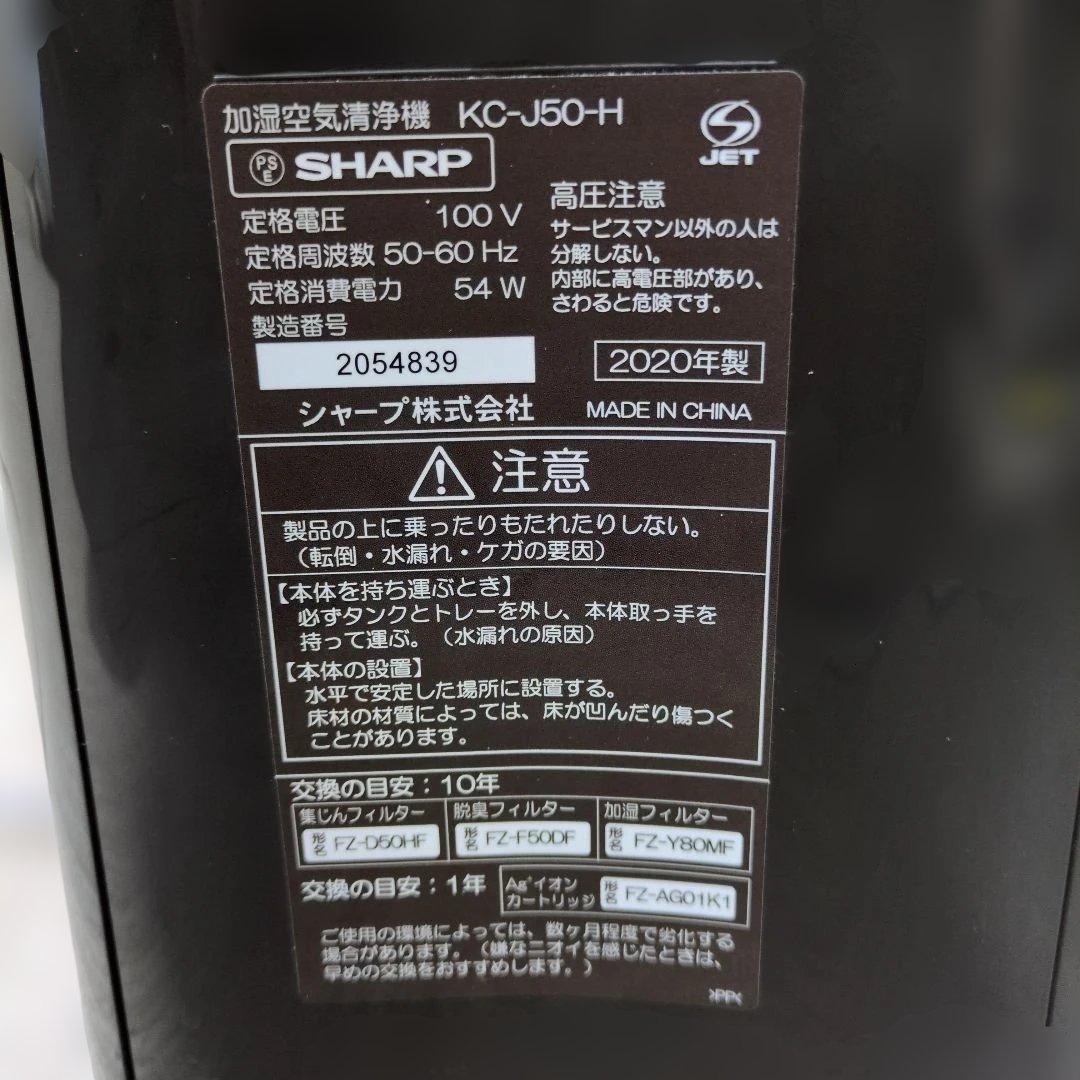 加湿空気清浄機 KC-J50-H
PSE SHARP
JET
定格電圧 100 V
定格周波数 50-60 Hz
定格消費電力 54 W
製造番号
2054839
高圧注意
サービスマン以外の人は
分解しない。
内部に高電圧部があり、
さわると危険です。
2020年製
シャープ株式会社 MADE IN CHINA
注意
製品の上に乗ったりもたれたりしない。
（転倒・水漏れ・ケガの要因）
【本体を持ち運ぶとき】
必ずタンクとトレーを外し、本体取っ手を
持って運ぶ。（水漏れの原因）
【本体の設置】
水平で安定した場所に設置する。
床材の材質によっては、床が凹んだり傷つく
ことがあります。
交換の目安：10年
集じんフィルター 脱臭フィルター 加湿フィルター
形名 FZ-D50HF 形名 FZ-F50DF 形名 FZ-Y80MF
交換の目安：1年 Ag⁺イオンカートリッジ 形名 FZ-AG01K1
ご使用の環境によっては、数ヶ月程度で劣化する
場合があります。（嫌なニオイを感じたときは、
早めの交換をおすすめします。）
>PP<